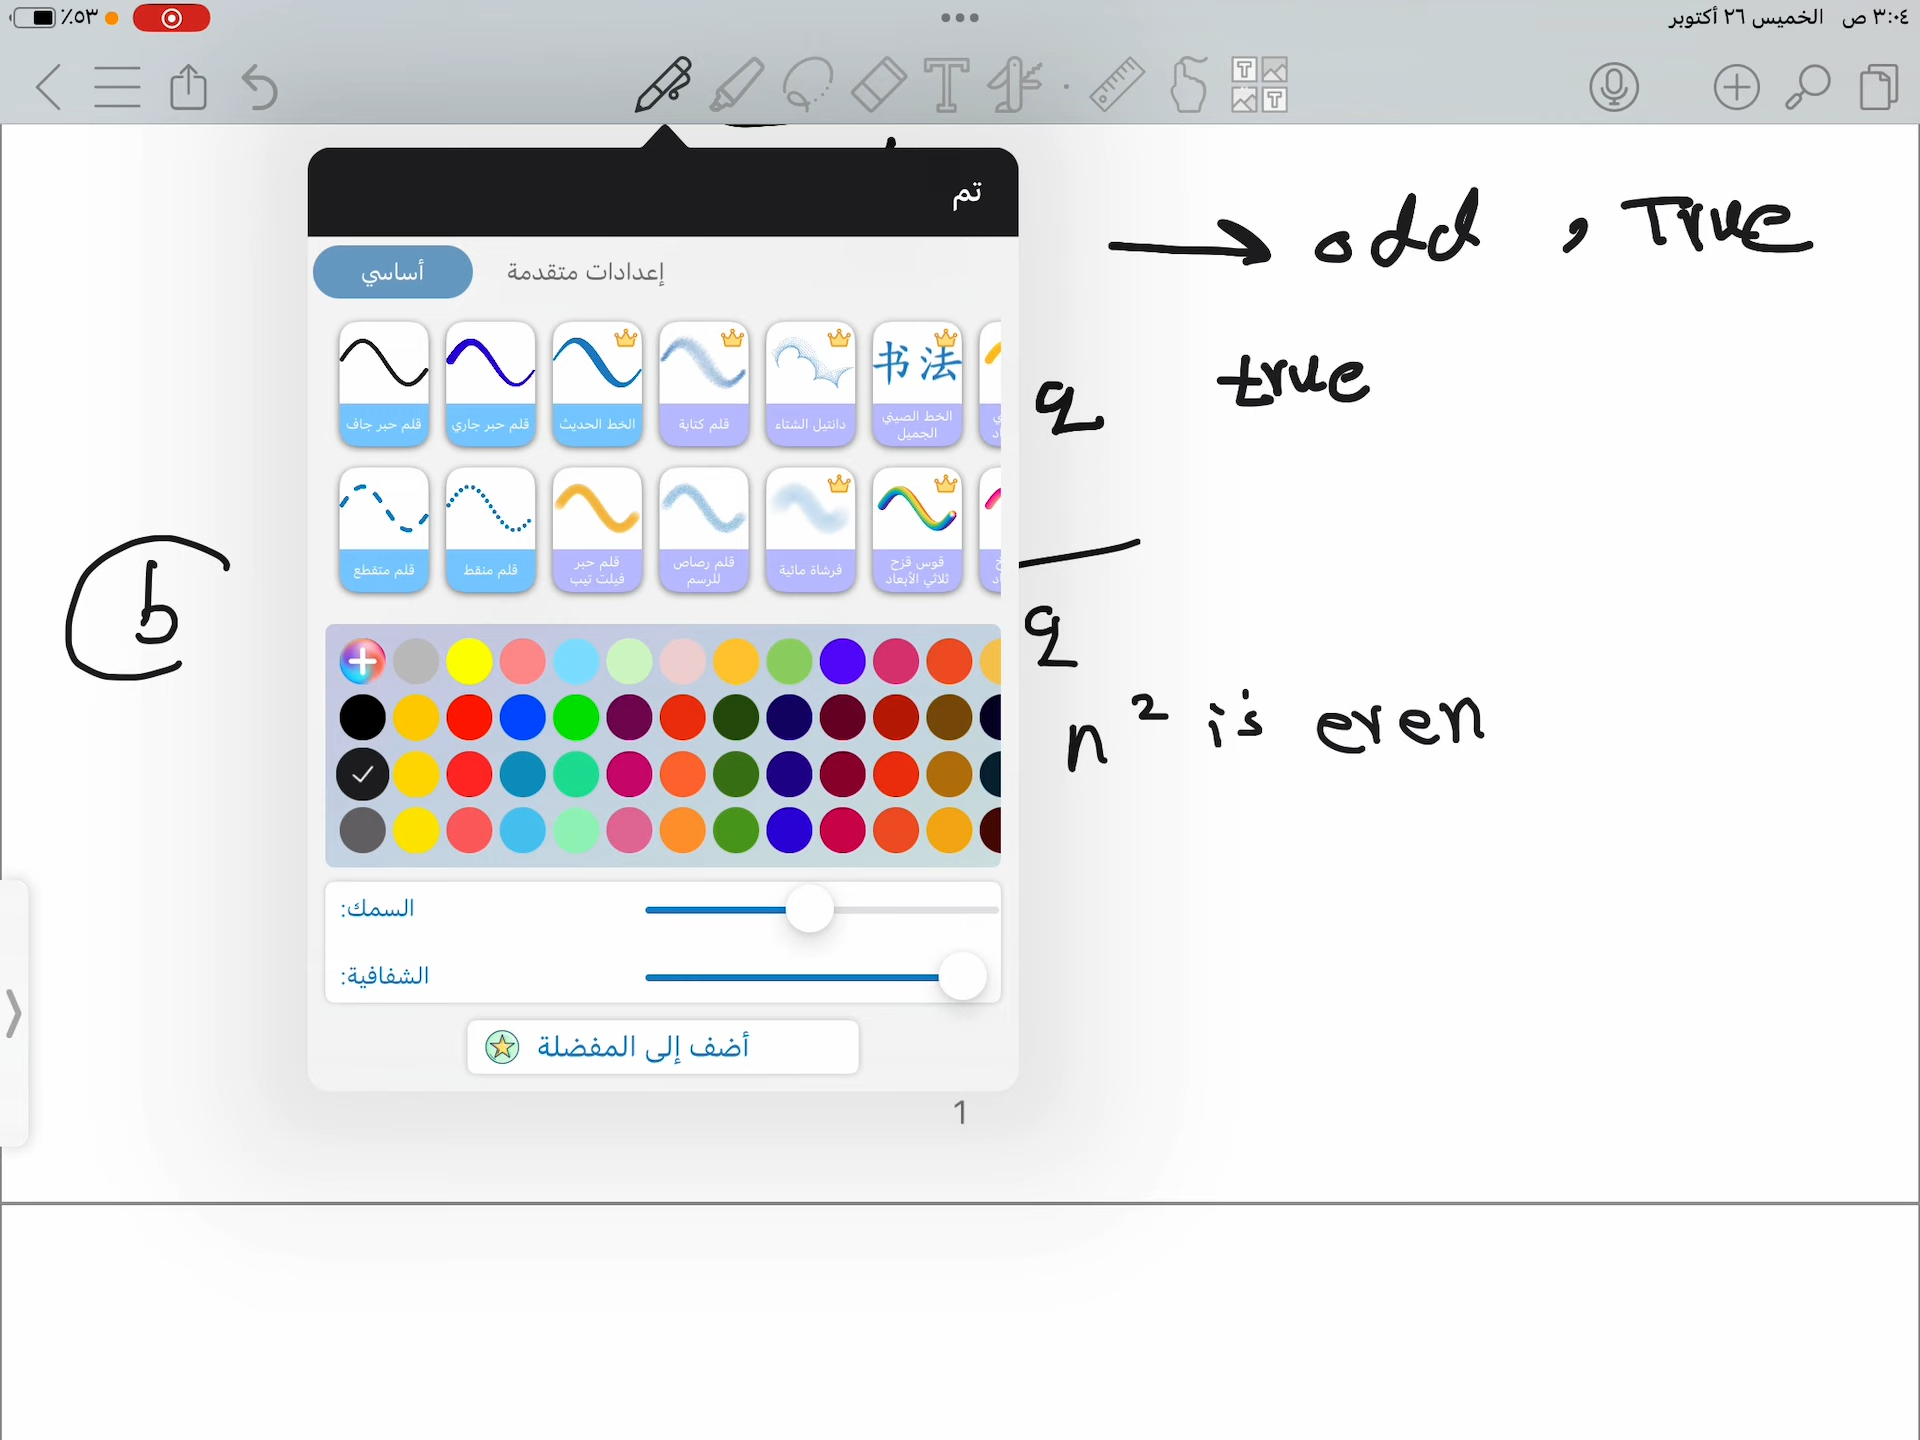 ٪٥٣
٣:٠٤ ص الخميس ٢٦ أكتوبر
تم
أساسي
إعدادات متقدمة
odd , True
قلم حبر جاف
قلم حبر جاري
الخط الحديث
قلم كتابة
دانتيل الشتاء
书法
الخط الصيني
الجميل
q true
قلم متقطع
قلم منقط
قلم حبر
فيلت تيب
قلم رصاص
للرسم
فرشاة مائية
قوس قزح
ثلاثي الأبعاد
b
q
n² is even
السمك:
الشفافية:
أضف إلى المفضلة
1